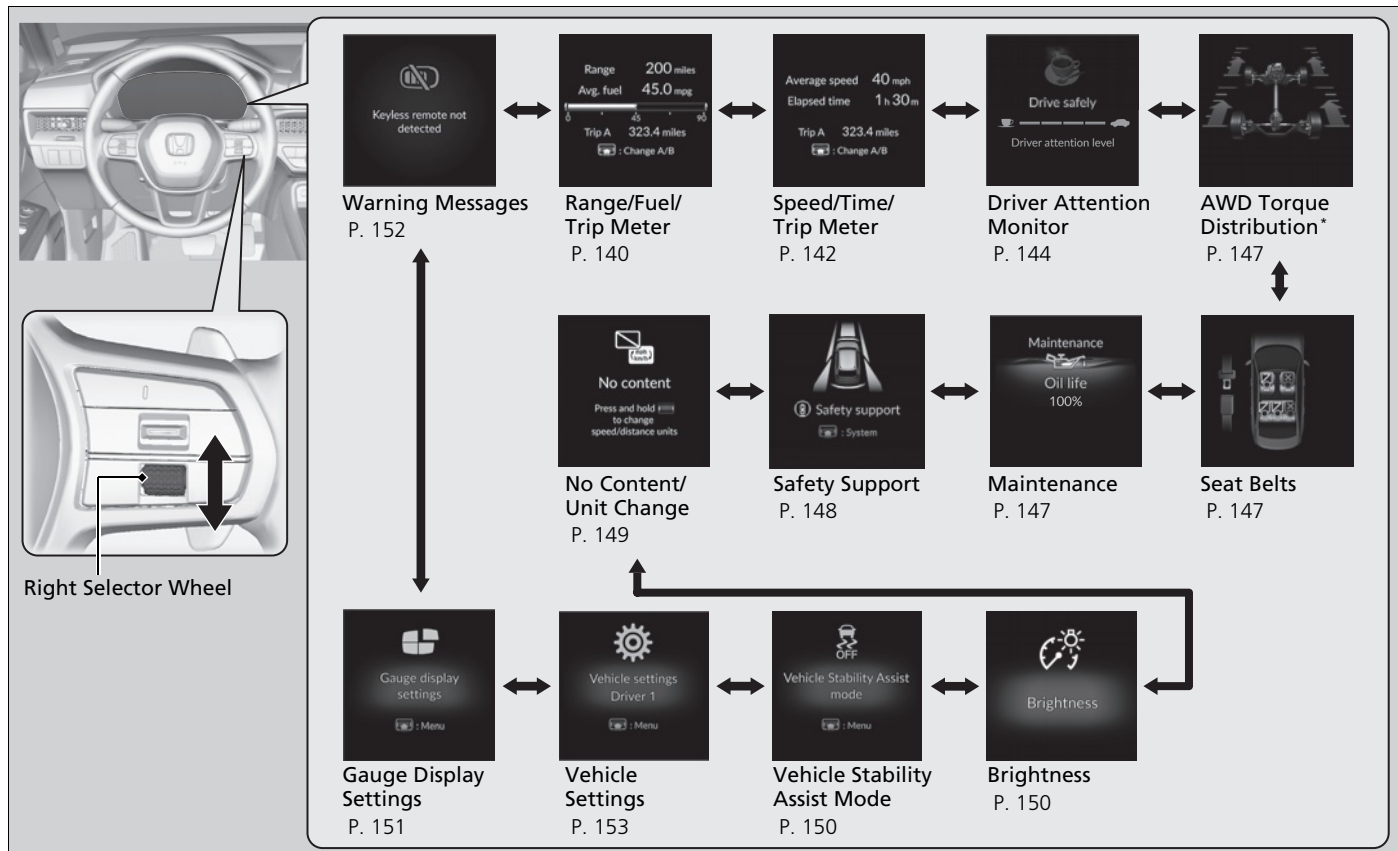 Keyless remote not
detected
Warning Messages
P. 152
Range 200 miles
Avg. fuel 45.0 mpg
0 45 90
Trip A 323.4 miles
: Change A/B
Range/Fuel/
Trip Meter
P. 140
Average speed 40 mph
Elapsed time 1 h 30 m
Trip A 323.4 miles
: Change A/B
Speed/Time/
Trip Meter
P. 142
Drive safely
Driver attention level
Driver Attention
Monitor
P. 144
AWD Torque
Distribution*
P. 147
No content
Press and hold
to change
speed/distance units
No Content/
Unit Change
P. 149
Safety support
: System
Safety Support
P. 148
Maintenance
Oil life
100%
Maintenance
P. 147
Seat Belts
P. 147
Right Selector Wheel
Gauge display
settings
: Menu
Gauge Display
Settings
P. 151
Vehicle settings
Driver 1
: Menu
Vehicle
Settings
P. 153
OFF
Vehicle Stability Assist
mode
: Menu
Vehicle Stability
Assist Mode
P. 150
Brightness
Brightness
P. 150